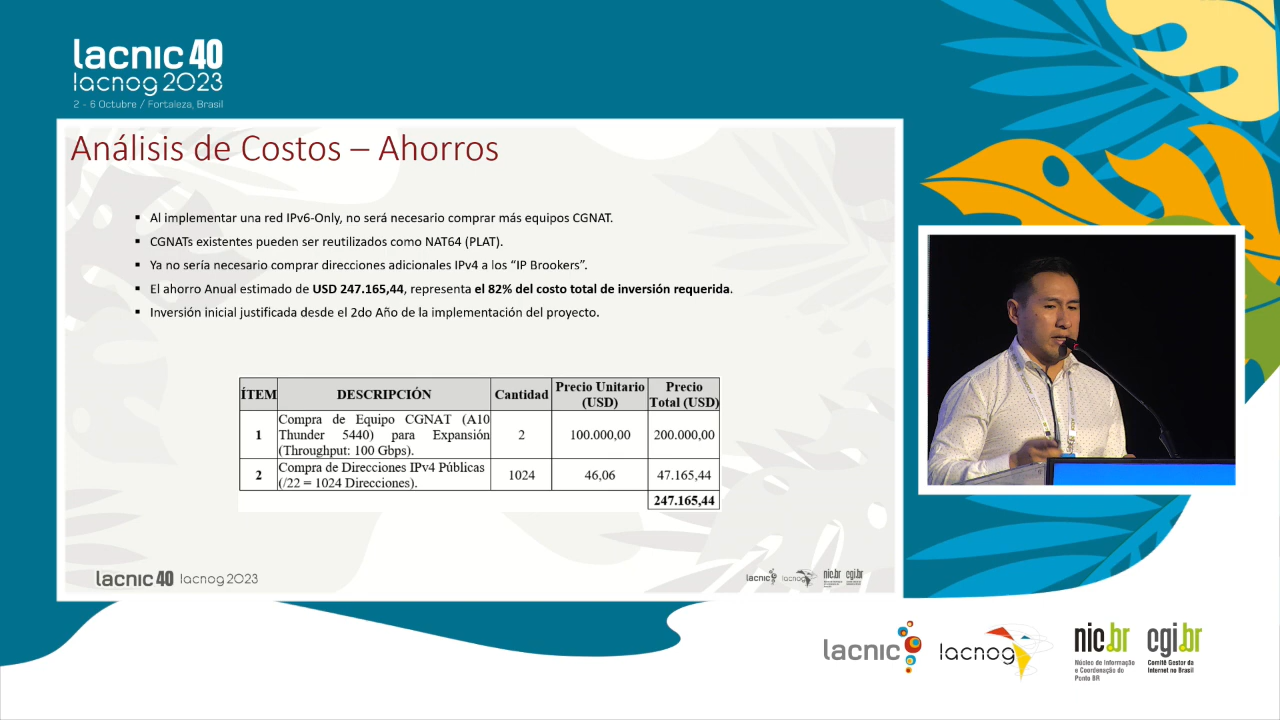 lacnic 40
lacnog 2023
2 - 6 Octubre / Fortaleza, Brasil
Análisis de Costos – Ahorros
▪ Al implementar una red IPv6-Only, no será necesario comprar más equipos CGNAT.
▪ CGNATs existentes pueden ser reutilizados como NAT64 (PLAT).
▪ Ya no sería necesario comprar direcciones adicionales IPv4 a los “IP Brookers”.
▪ El ahorro Anual estimado de USD 247.165,44, representa el 82% del costo total de inversión requerida.
▪ Inversión inicial justificada desde el 2do Año de la implementación del proyecto.
ÍTEM DESCRIPCIÓN Cantidad Precio Unitario (USD) Precio Total (USD)
1 Compra de Equipo CGNAT (A10 Thunder 5440) para Expansión (Throughput: 100 Gbps). 2 100.000,00 200.000,00
2 Compra de Direcciones IPv4 Públicas (/22 = 1024 Direcciones). 1024 46,06 47.165,44
247.165,44
lacnic 40 lacnog 2023
lacnic lacnog nic.br cgi.br
lacnic
lacnog
nic.br
Núcleo de Informação
e Coordenação do
Ponto BR
cgi.br
Comitê Gestor da
Internet no Brasil